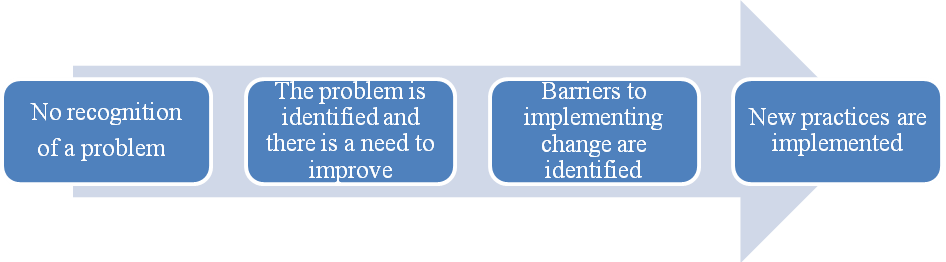 No recognition
of a problem
The problem is
identified and
there is a need to
improve
Barriers to
implementing
change are
identified
New practices are
implemented